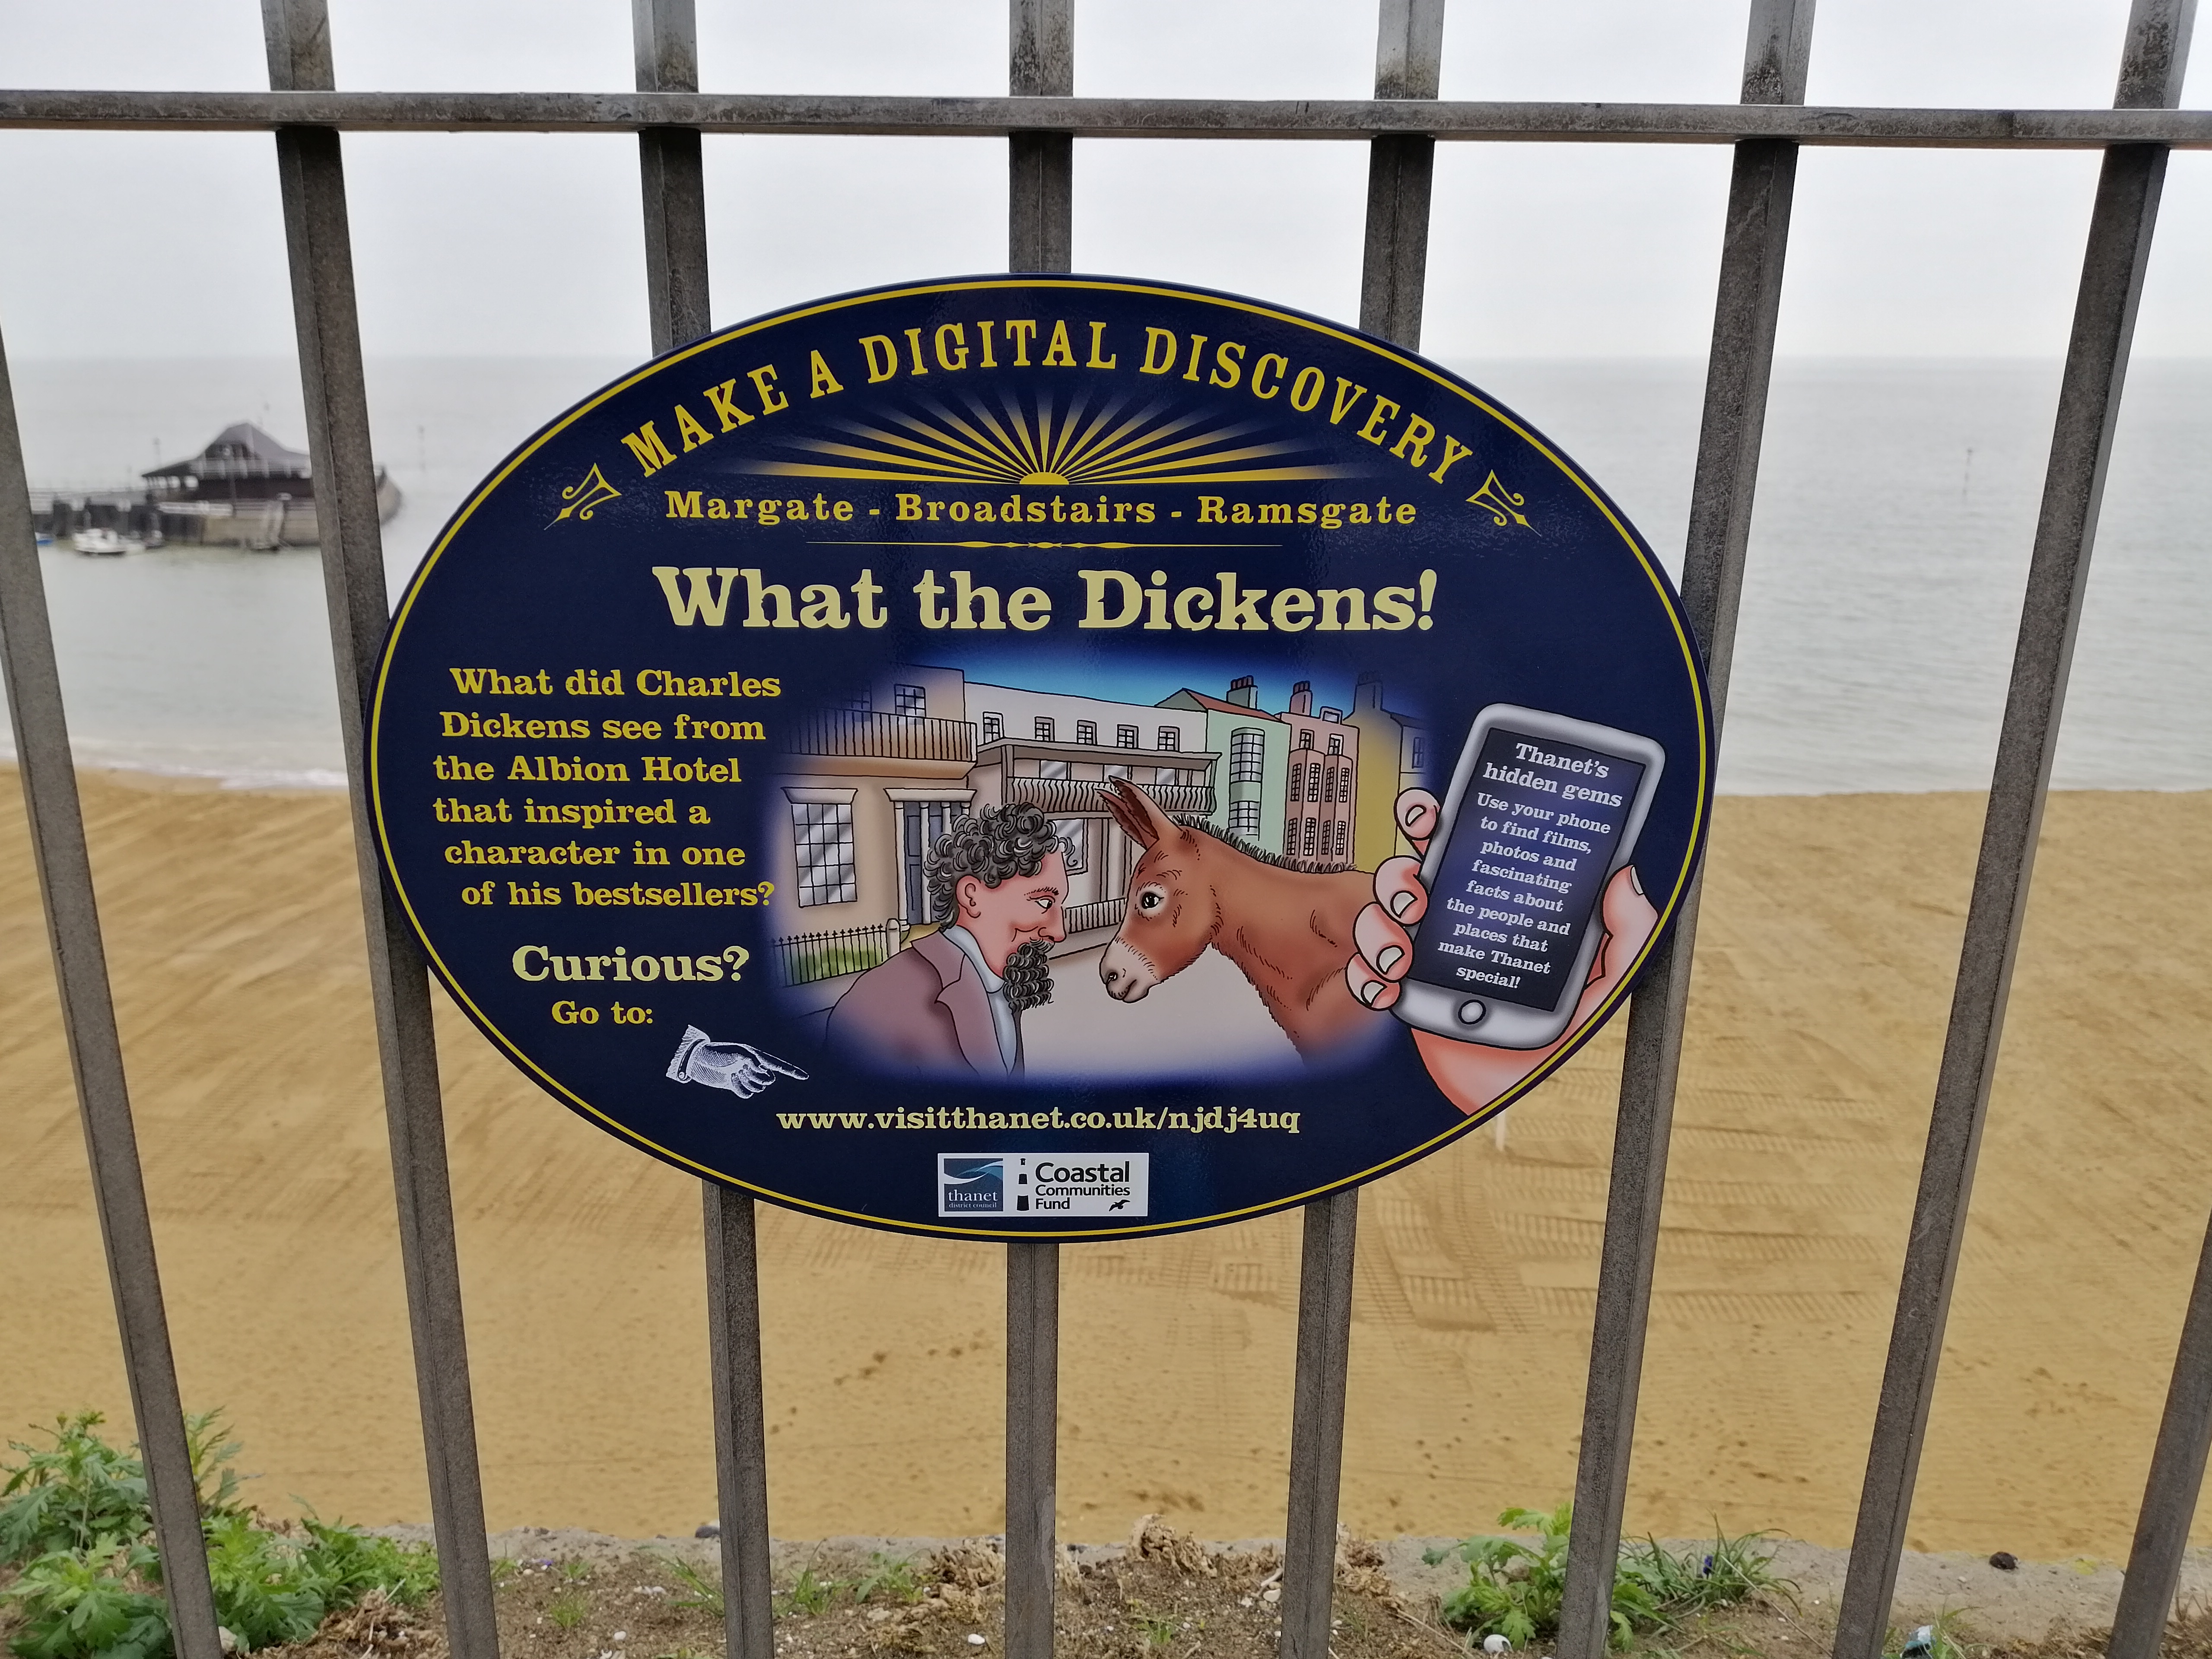 MAKE A DIGITAL DISCOVERY
Margate - Broadstairs - Ramsgate
What the Dickens!
What did Charles
Dickens see from
the Albion Hotel
that inspired a
character in one
of his bestsellers?
Curious?
Go to:
www.visitthanet.co.uk/njdj4uq
Thanet's
hidden gems
Use your phone
to find films,
photos and
fascinating
facts about
the people and
places that
make Thanet
special!
thanet
district council
Coastal
Communities
Fund